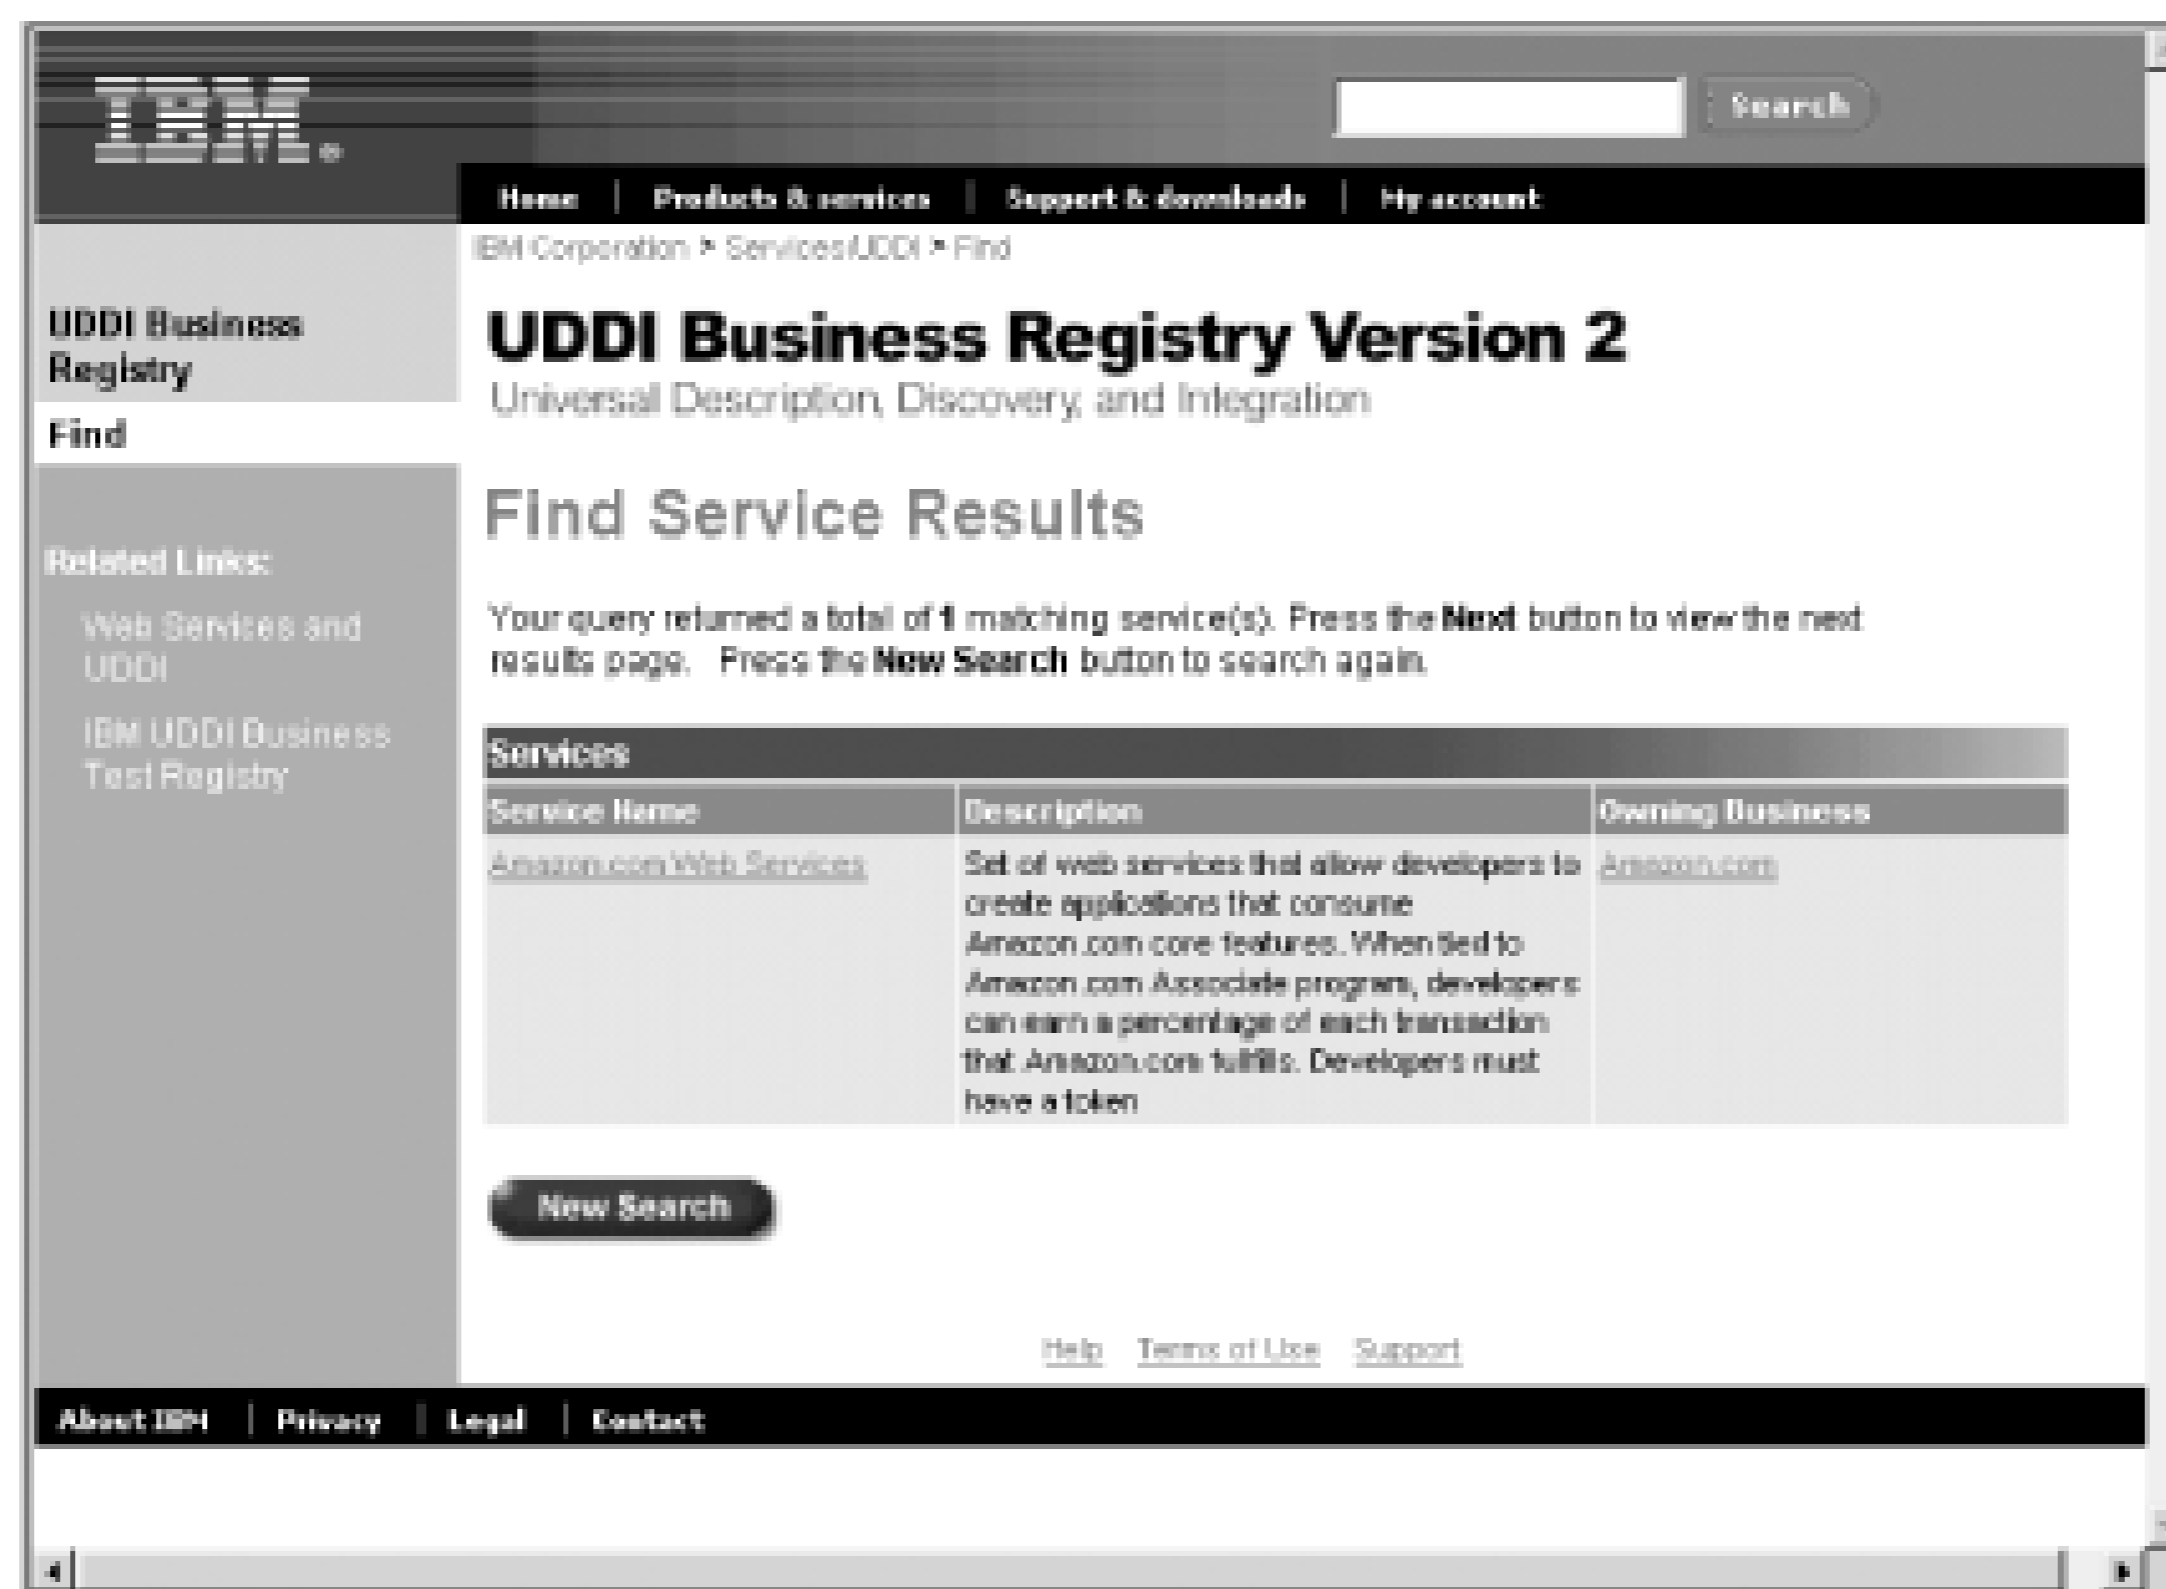 IBM®
Search
Home | Products & services | Support & downloads | My account
IBM Corporation > Services/UDDI > Find
UDDI Business
Registry
Find
Related Links:
Web Services and
UDDI
IBM UDDI Business
Test Registry
UDDI Business Registry Version 2
Universal Description, Discovery, and Integration
Find Service Results
Your query returned a total of 1 matching service(s). Press the Next button to view the next
results page. Press the New Search button to search again.
Services
Service Name Description Owning Business
Amazon.com Web Services Set of web services that allow developers to Amazon.com
create applications that consume
Amazon.com core features. When tied to
Amazon.com Associate program, developers
can earn a percentage of each transaction
that Amazon.com fulfills. Developers must
have a token
New Search
Help Terms of Use Support
About IBM | Privacy | Legal | Contact